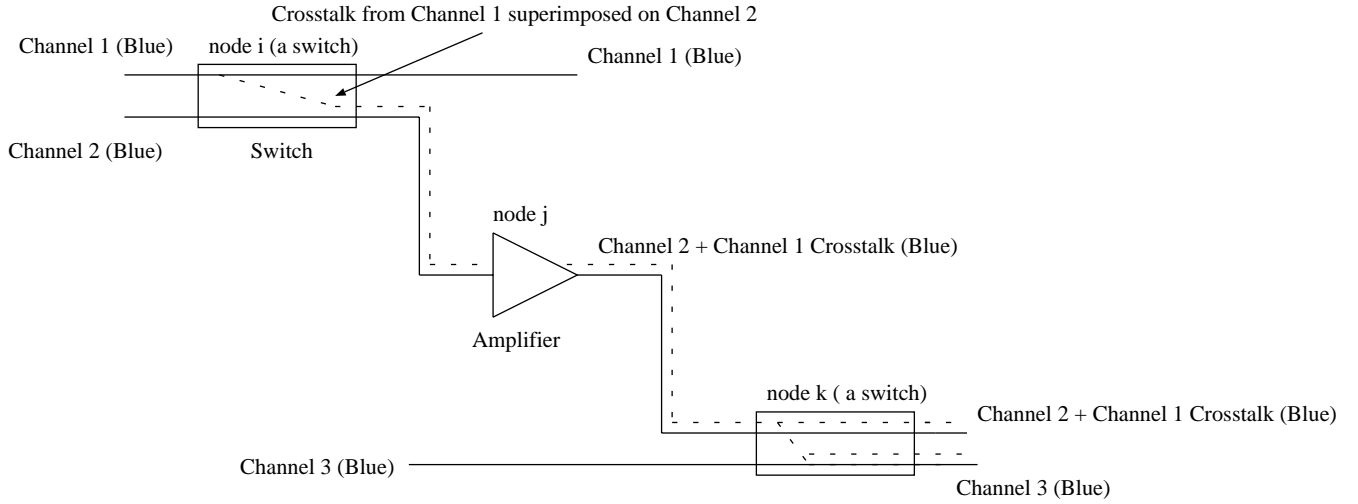 Crosstalk from Channel 1 superimposed on Channel 2
Channel 1 (Blue)
node i (a switch)
Channel 1 (Blue)
Channel 2 (Blue)
Switch
node j
Channel 2 + Channel 1 Crosstalk (Blue)
Amplifier
node k ( a switch)
Channel 2 + Channel 1 Crosstalk (Blue)
Channel 3 (Blue)
Channel 3 (Blue)